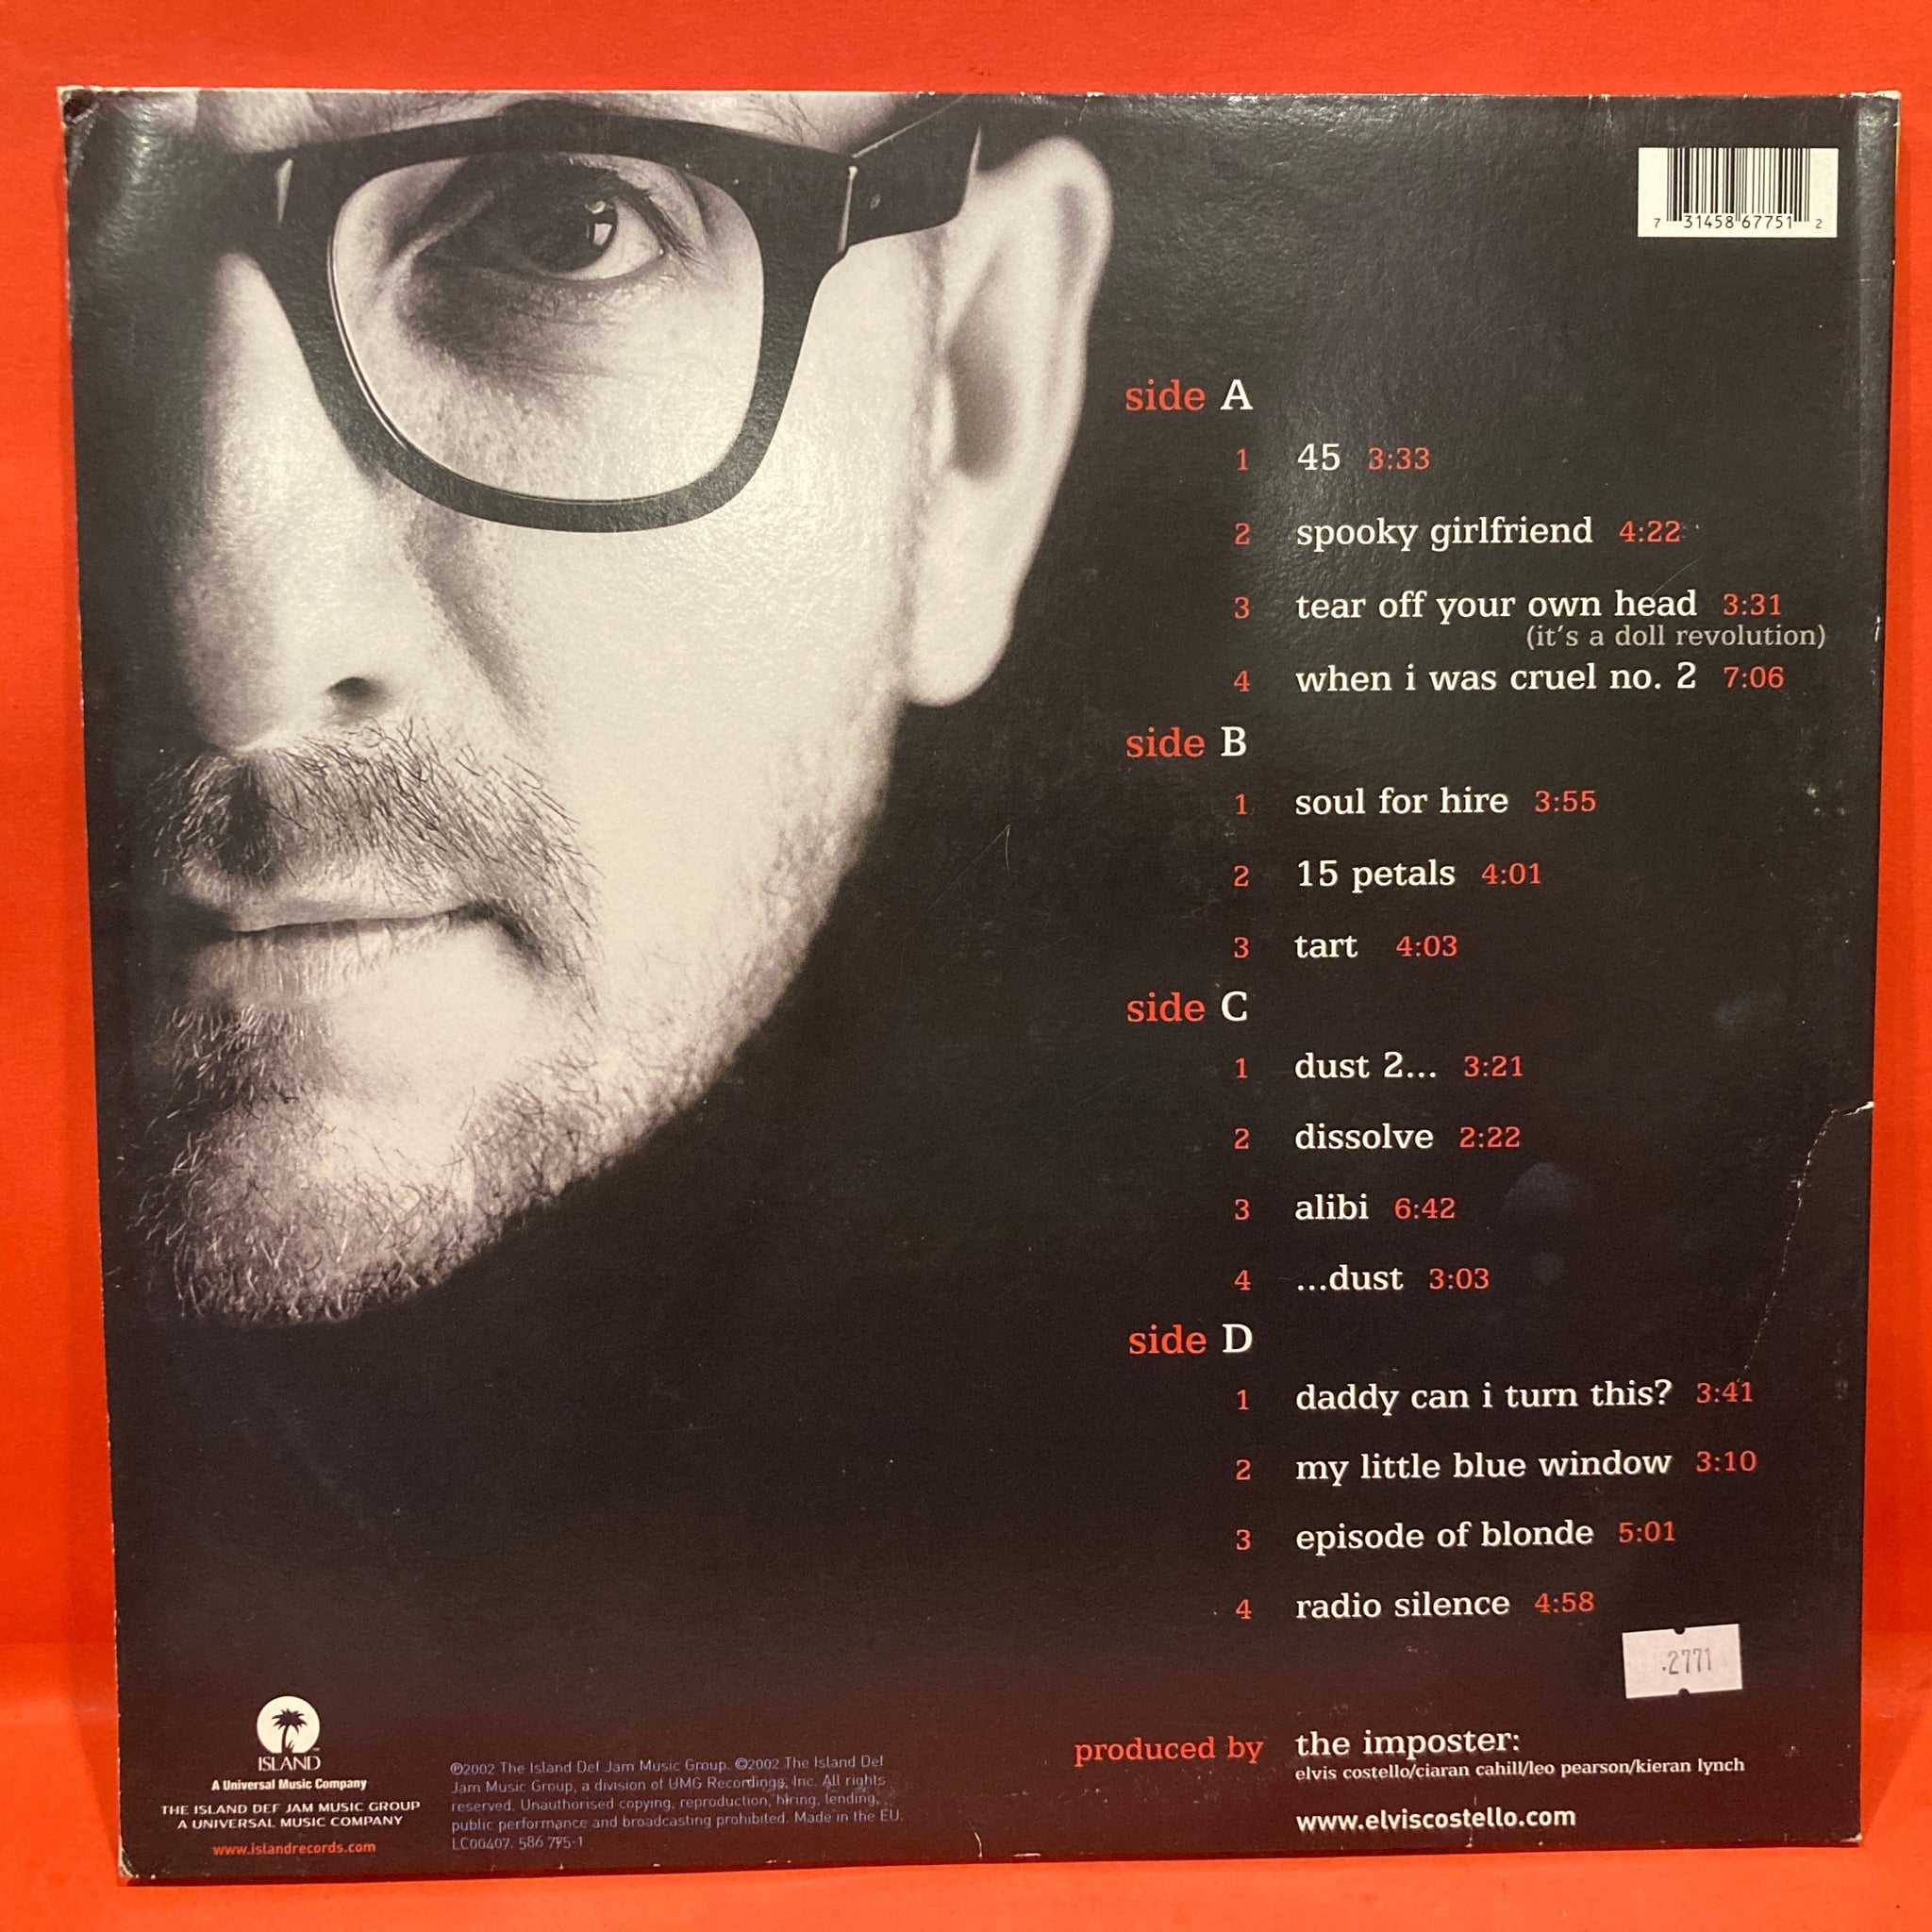 7 31458 67751 2
side A
1 45 3:33
2 spooky girlfriend 4:22
3 tear off your own head 3:31
(it's a doll revolution)
4 when i was cruel no. 2 7:06
side B
1 soul for hire 3:55
2 15 petals 4:01
3 tart 4:03
side C
1 dust 2... 3:21
2 dissolve 2:22
3 alibi 6:42
4 ...dust 3:03
side D
1 daddy can i turn this? 3:41
2 my little blue window 3:10
3 episode of blonde 5:01
4 radio silence 4:58
.2771
produced by the imposter:
elvis costello/ciaran cahill/leo pearson/kieran lynch
www.elviscostello.com
ISLAND
A Universal Music Company
THE ISLAND DEF JAM MUSIC GROUP
A UNIVERSAL MUSIC COMPANY
www.islandrecords.com
℗2002 The Island Def Jam Music Group. ©2002 The Island Def
Jam Music Group, a division of UMG Recordings, Inc. All rights
reserved. Unauthorised copying, reproduction, hiring, lending,
public performance and broadcasting prohibited. Made in the EU.
LC00407. 586 775-1